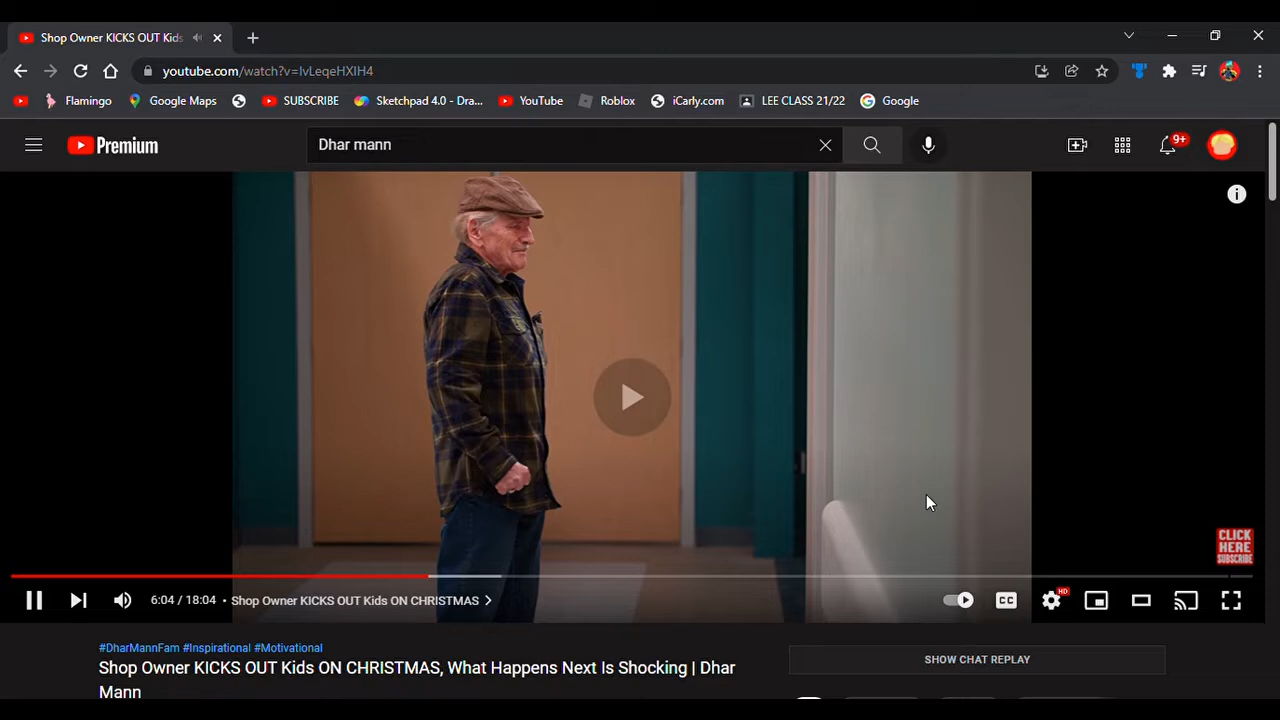 Shop Owner KICKS OUT Kids
youtube.com/watch?v=lvLeqeHXIH4
Flamingo Google Maps SUBSCRIBE Sketchpad 4.0 - Dra... YouTube Roblox iCarly.com LEE CLASS 21/22 Google
Premium Dhar mann 9+
CLICK
HERE
SUBSCRIBE
6:04 / 18:04 • Shop Owner KICKS OUT Kids ON CHRISTMAS CC HD
#DharMannFam #Inspirational #Motivational
Shop Owner KICKS OUT Kids ON CHRISTMAS, What Happens Next Is Shocking | Dhar
Mann
SHOW CHAT REPLAY